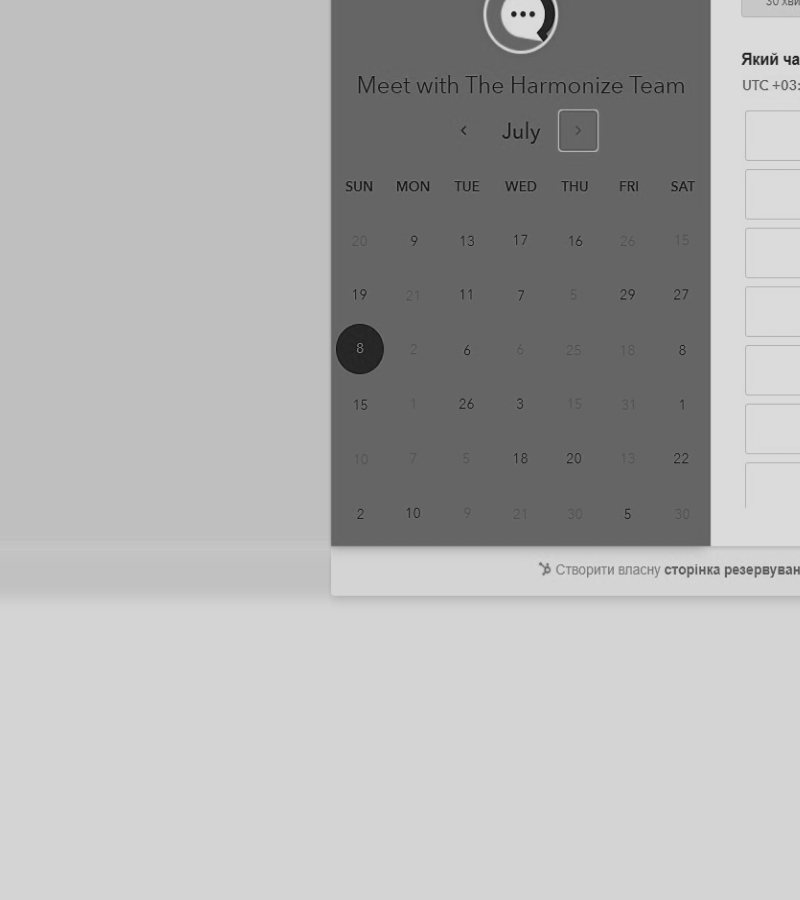 30 хви
Який ча
UTC +03:
Meet with The Harmonize Team
July
SUN MON TUE WED THU FRI SAT
20 9 13 17 16 26 15
19 21 11 7 5 29 27
8 2 6 6 25 18 8
15 1 26 3 15 31 1
10 7 5 18 20 13 22
2 10 9 21 30 5 30
Створити власну сторінка резервуван